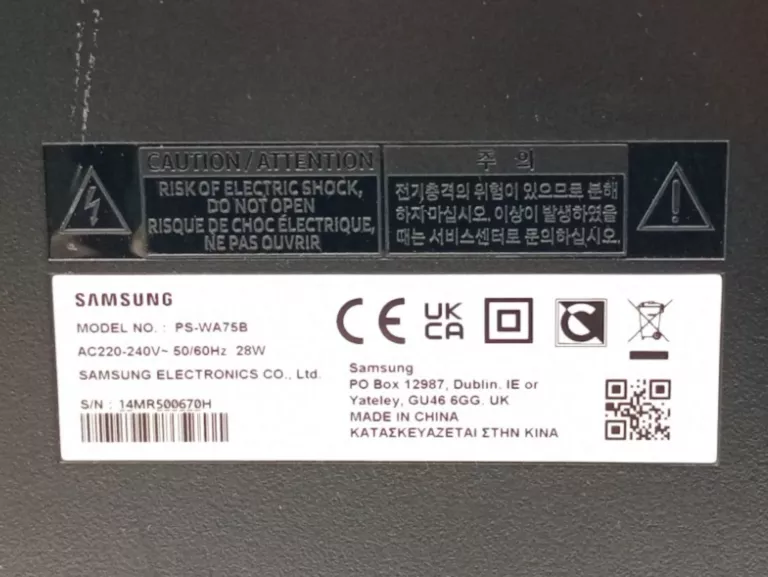 CAUTION / ATTENTION
RISK OF ELECTRIC SHOCK,
DO NOT OPEN
RISQUE DE CHOC ÉLECTRIQUE,
NE PAS OUVRIR
주 의
전기충격의 위험이 있으므로 분해
하지마십시오. 이상이 발생하였을
때는 서비스센터로 문의하십시오.
SAMSUNG
MODEL NO. : PS-WA75B
AC220-240V~ 50/60Hz 28W
SAMSUNG ELECTRONICS CO., Ltd.
S/N : 14MR500670H
CE
UK
CA
Samsung
PO Box 12987, Dublin. IE or
Yateley, GU46 6GG. UK
MADE IN CHINA
ΚΑΤΑΣΚΕΥΑΖΕΤΑΙ ΣΤΗΝ ΚΙΝΑ